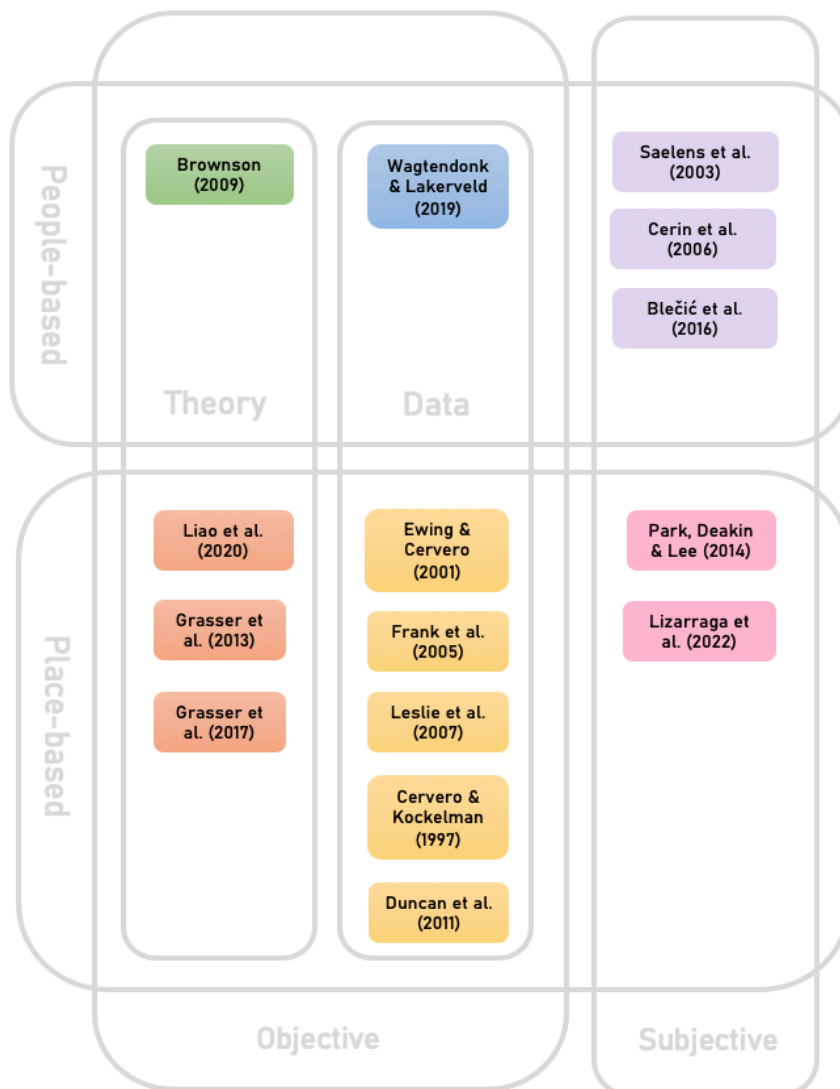 People-based
Brownson
(2009)
Wagtendonk
& Lakerveld
(2019)
Saelens et al.
(2003)
Cerin et al.
(2006)
Blečić et al.
(2016)
Theory
Data
Place-based
Liao et al.
(2020)
Grasser et
al. (2013)
Grasser et
al. (2017)
Ewing &
Cervero
(2001)
Frank et al.
(2005)
Leslie et al.
(2007)
Cervero &
Kockelman
(1997)
Duncan et al.
(2011)
Park, Deakin
& Lee (2014)
Lizarraga
et al. (2022)
Objective
Subjective